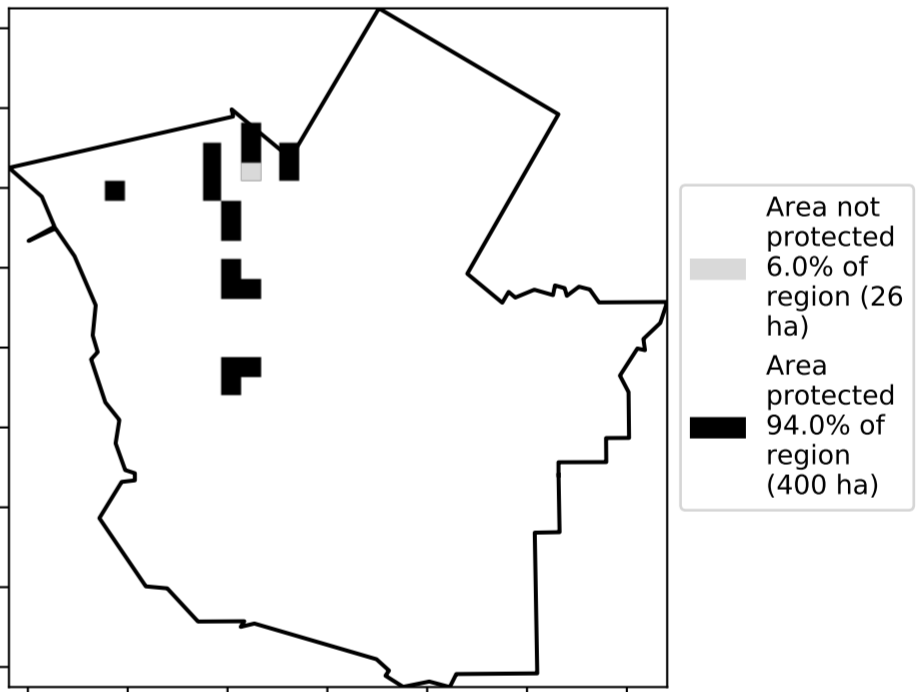 Area not
protected
6.0% of
region (26
ha)
Area
protected
94.0% of
region
(400 ha)